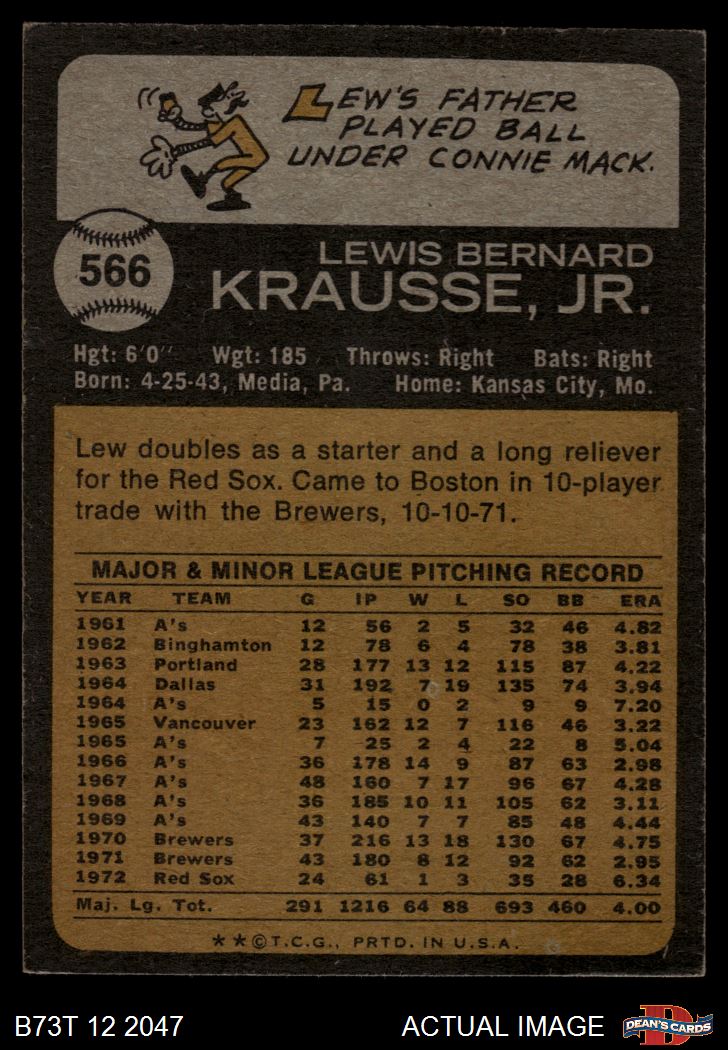 LEW'S FATHER
PLAYED BALL
UNDER CONNIE MACK.
566
LEWIS BERNARD
KRAUSSE, JR.
Hgt: 6'0" Wgt: 185 Throws: Right Bats: Right
Born: 4-25-43, Media, Pa. Home: Kansas City, Mo.
Lew doubles as a starter and a long reliever
for the Red Sox. Came to Boston in 10-player
trade with the Brewers, 10-10-71.
MAJOR & MINOR LEAGUE PITCHING RECORD
YEAR TEAM G IP W L SO BB ERA
1961 A's 12 56 2 5 32 46 4.82
1962 Binghamton 12 78 6 4 78 38 3.81
1963 Portland 28 177 13 12 115 87 4.22
1964 Dallas 31 192 7 19 135 74 3.94
1964 A's 5 15 0 2 9 9 7.20
1965 Vancouver 23 162 12 7 116 46 3.22
1965 A's 7 25 2 4 22 8 5.04
1966 A's 36 178 14 9 87 63 2.98
1967 A's 48 160 7 17 96 67 4.28
1968 A's 36 185 10 11 105 62 3.11
1969 A's 43 140 7 7 85 48 4.44
1970 Brewers 37 216 13 18 130 67 4.75
1971 Brewers 43 180 8 12 92 62 2.95
1972 Red Sox 24 61 1 3 35 28 6.34
Maj. Lg. Tot. 291 1216 64 88 693 460 4.00
**©T.C.G., PRTD. IN U.S.A.
B73T 12 2047 ACTUAL IMAGE D DEAN'S CARDS